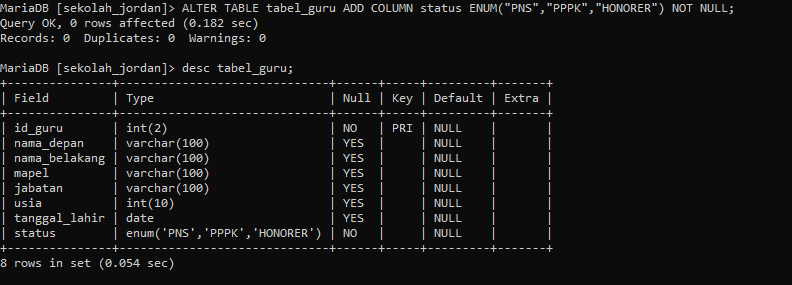 MariaDB [sekolah_jordan]> ALTER TABLE tabel_guru ADD COLUMN status ENUM("PNS","PPPK","HONORER") NOT NULL;
Query OK, 0 rows affected (0.182 sec)
Records: 0  Duplicates: 0  Warnings: 0

MariaDB [sekolah_jordan]> desc tabel_guru;
+---------------+-------------------------------+------+-----+---------+-------+
| Field         | Type                          | Null | Key | Default | Extra |
+---------------+-------------------------------+------+-----+---------+-------+
| id_guru       | int(2)                        | NO   | PRI | NULL    |       |
| nama_depan    | varchar(100)                  | YES  |     | NULL    |       |
| nama_belakang | varchar(100)                  | YES  |     | NULL    |       |
| mapel         | varchar(100)                  | YES  |     | NULL    |       |
| jabatan       | varchar(100)                  | YES  |     | NULL    |       |
| usia          | int(10)                       | YES  |     | NULL    |       |
| tanggal_lahir | date                          | YES  |     | NULL    |       |
| status        | enum('PNS','PPPK','HONORER') | NO   |     | NULL    |       |
+---------------+-------------------------------+------+-----+---------+-------+
8 rows in set (0.054 sec)